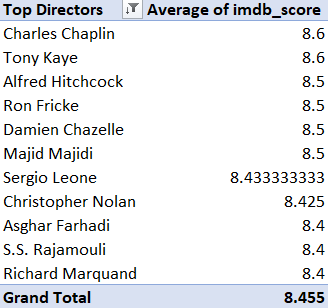 Top Directors Average of imdb_score
Charles Chaplin 8.6
Tony Kaye 8.6
Alfred Hitchcock 8.5
Ron Fricke 8.5
Damien Chazelle 8.5
Majid Majidi 8.5
Sergio Leone 8.433333333
Christopher Nolan 8.425
Asghar Farhadi 8.4
S.S. Rajamouli 8.4
Richard Marquand 8.4
Grand Total 8.455